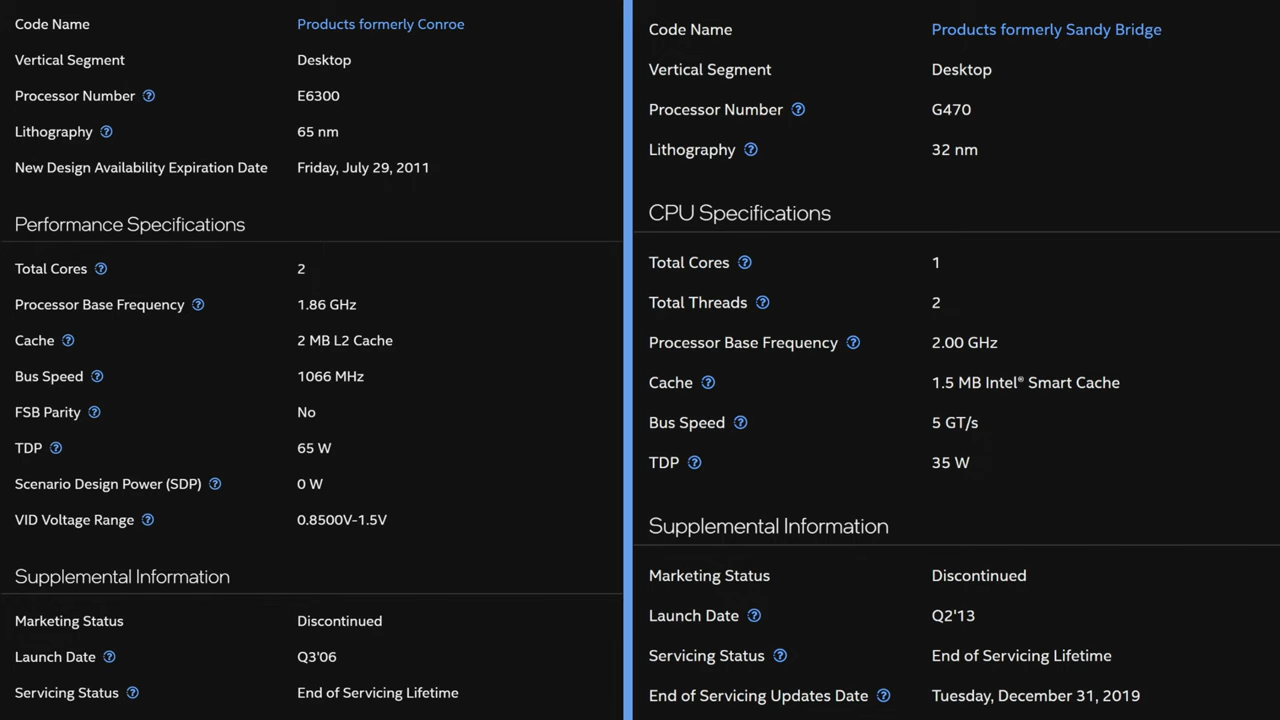 Code Name Products formerly Conroe
Vertical Segment Desktop
Processor Number E6300
Lithography 65 nm
New Design Availability Expiration Date Friday, July 29, 2011
Performance Specifications
Total Cores 2
Processor Base Frequency 1.86 GHz
Cache 2 MB L2 Cache
Bus Speed 1066 MHz
FSB Parity No
TDP 65 W
Scenario Design Power (SDP) 0 W
VID Voltage Range 0.8500V-1.5V
Supplemental Information
Marketing Status Discontinued
Launch Date Q3'06
Servicing Status End of Servicing Lifetime
Code Name Products formerly Sandy Bridge
Vertical Segment Desktop
Processor Number G470
Lithography 32 nm
CPU Specifications
Total Cores 1
Total Threads 2
Processor Base Frequency 2.00 GHz
Cache 1.5 MB Intel® Smart Cache
Bus Speed 5 GT/s
TDP 35 W
Supplemental Information
Marketing Status Discontinued
Launch Date Q2'13
Servicing Status End of Servicing Lifetime
End of Servicing Updates Date Tuesday, December 31, 2019